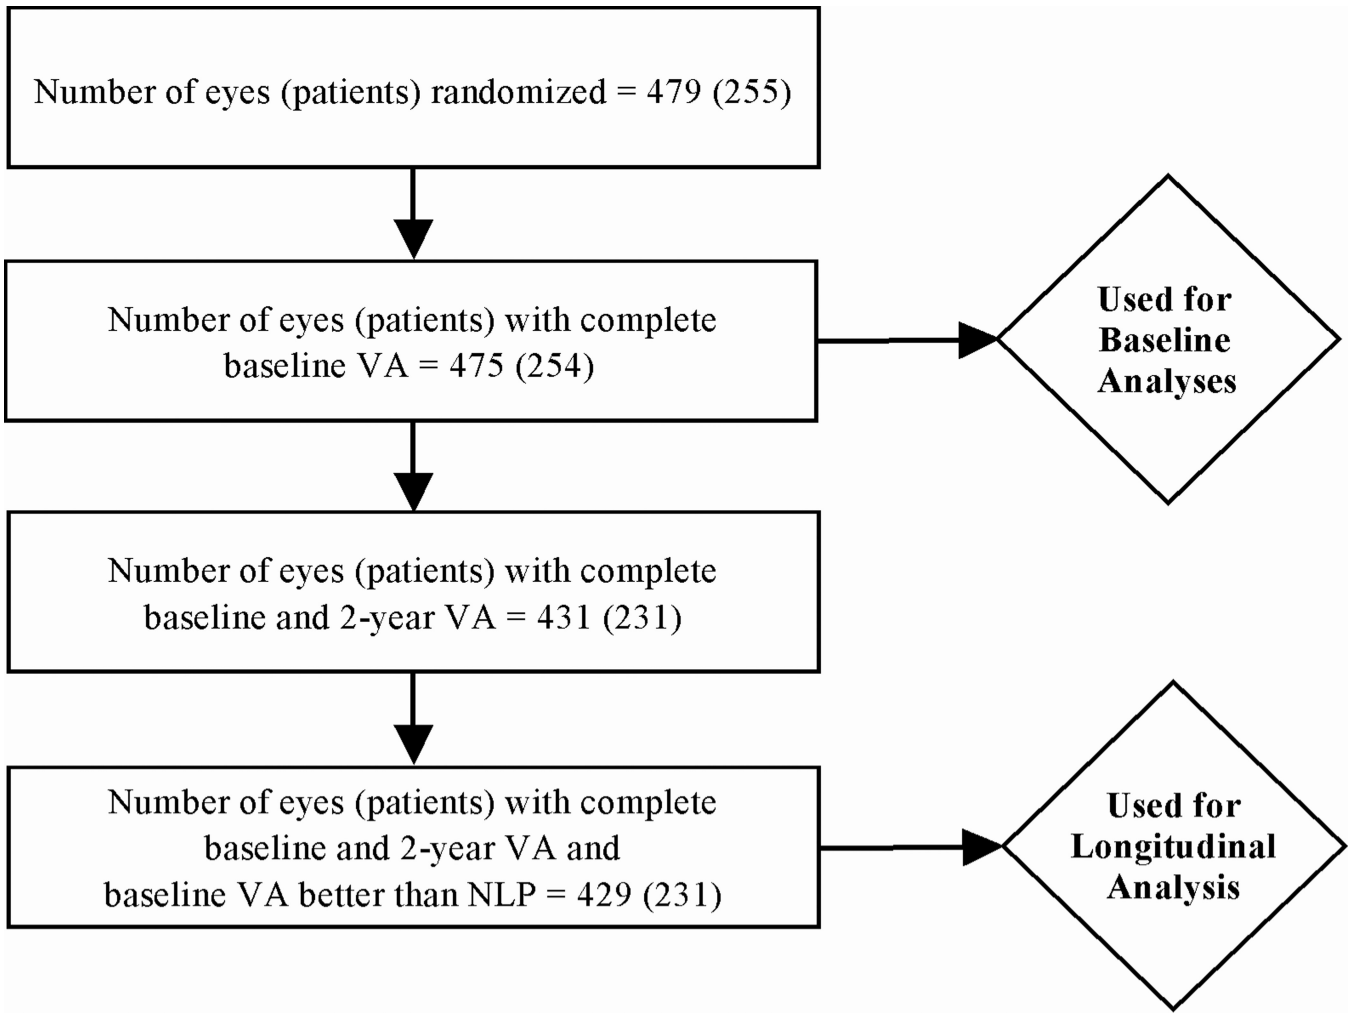 Number of eyes (patients) randomized = 479 (255)
Number of eyes (patients) with complete
baseline VA = 475 (254)
Used for
Baseline
Analyses
Number of eyes (patients) with complete
baseline and 2-year VA = 431 (231)
Number of eyes (patients) with complete
baseline and 2-year VA and
baseline VA better than NLP = 429 (231)
Used for
Longitudinal
Analysis